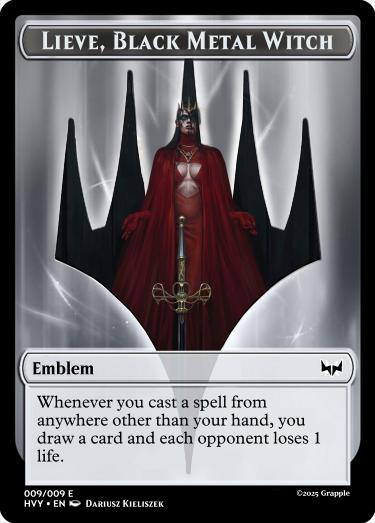 Lieve, Black Metal Witch
Emblem
Whenever you cast a spell from
anywhere other than your hand, you
draw a card and each opponent loses 1
life.
009/009 E
HVY • EN Dariusz Kieliszek
©2025 Grapple